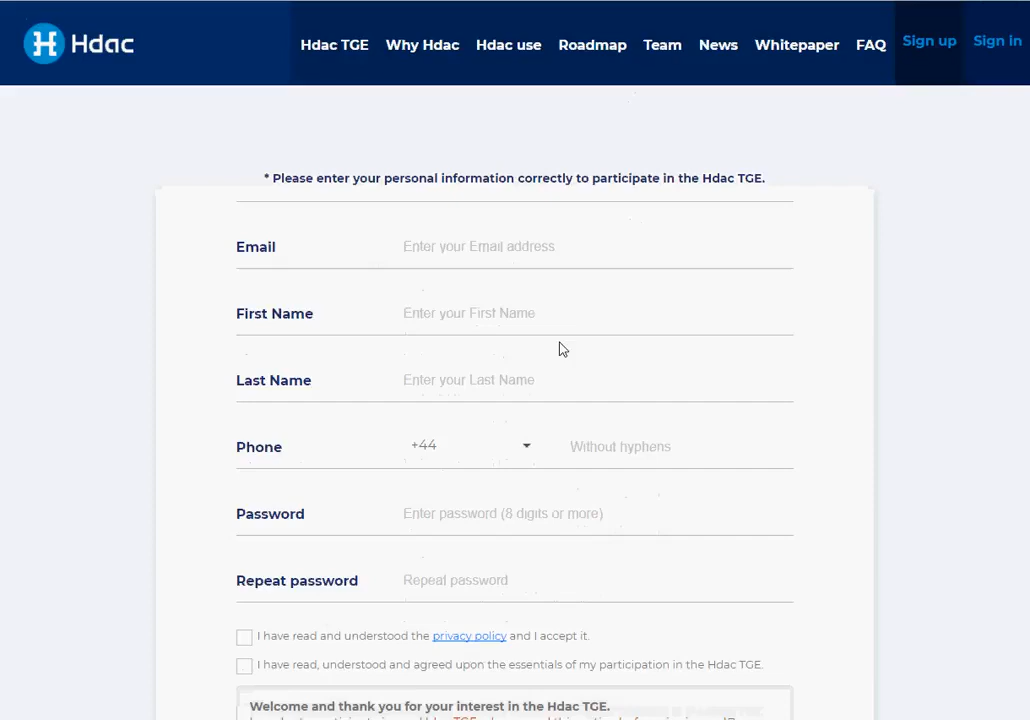 Hdac
Hdac TGE Why Hdac Hdac use Roadmap Team News Whitepaper FAQ Sign up Sign in
* Please enter your personal information correctly to participate in the Hdac TGE.
Email Enter your Email address
First Name Enter your First Name
Last Name Enter your Last Name
Phone +44 Without hyphens
Password Enter password (8 digits or more)
Repeat password Repeat password
I have read and understood the privacy policy and I accept it.
I have read, understood and agreed upon the essentials of my participation in the Hdac TGE.
Welcome and thank you for your interest in the Hdac TGE.